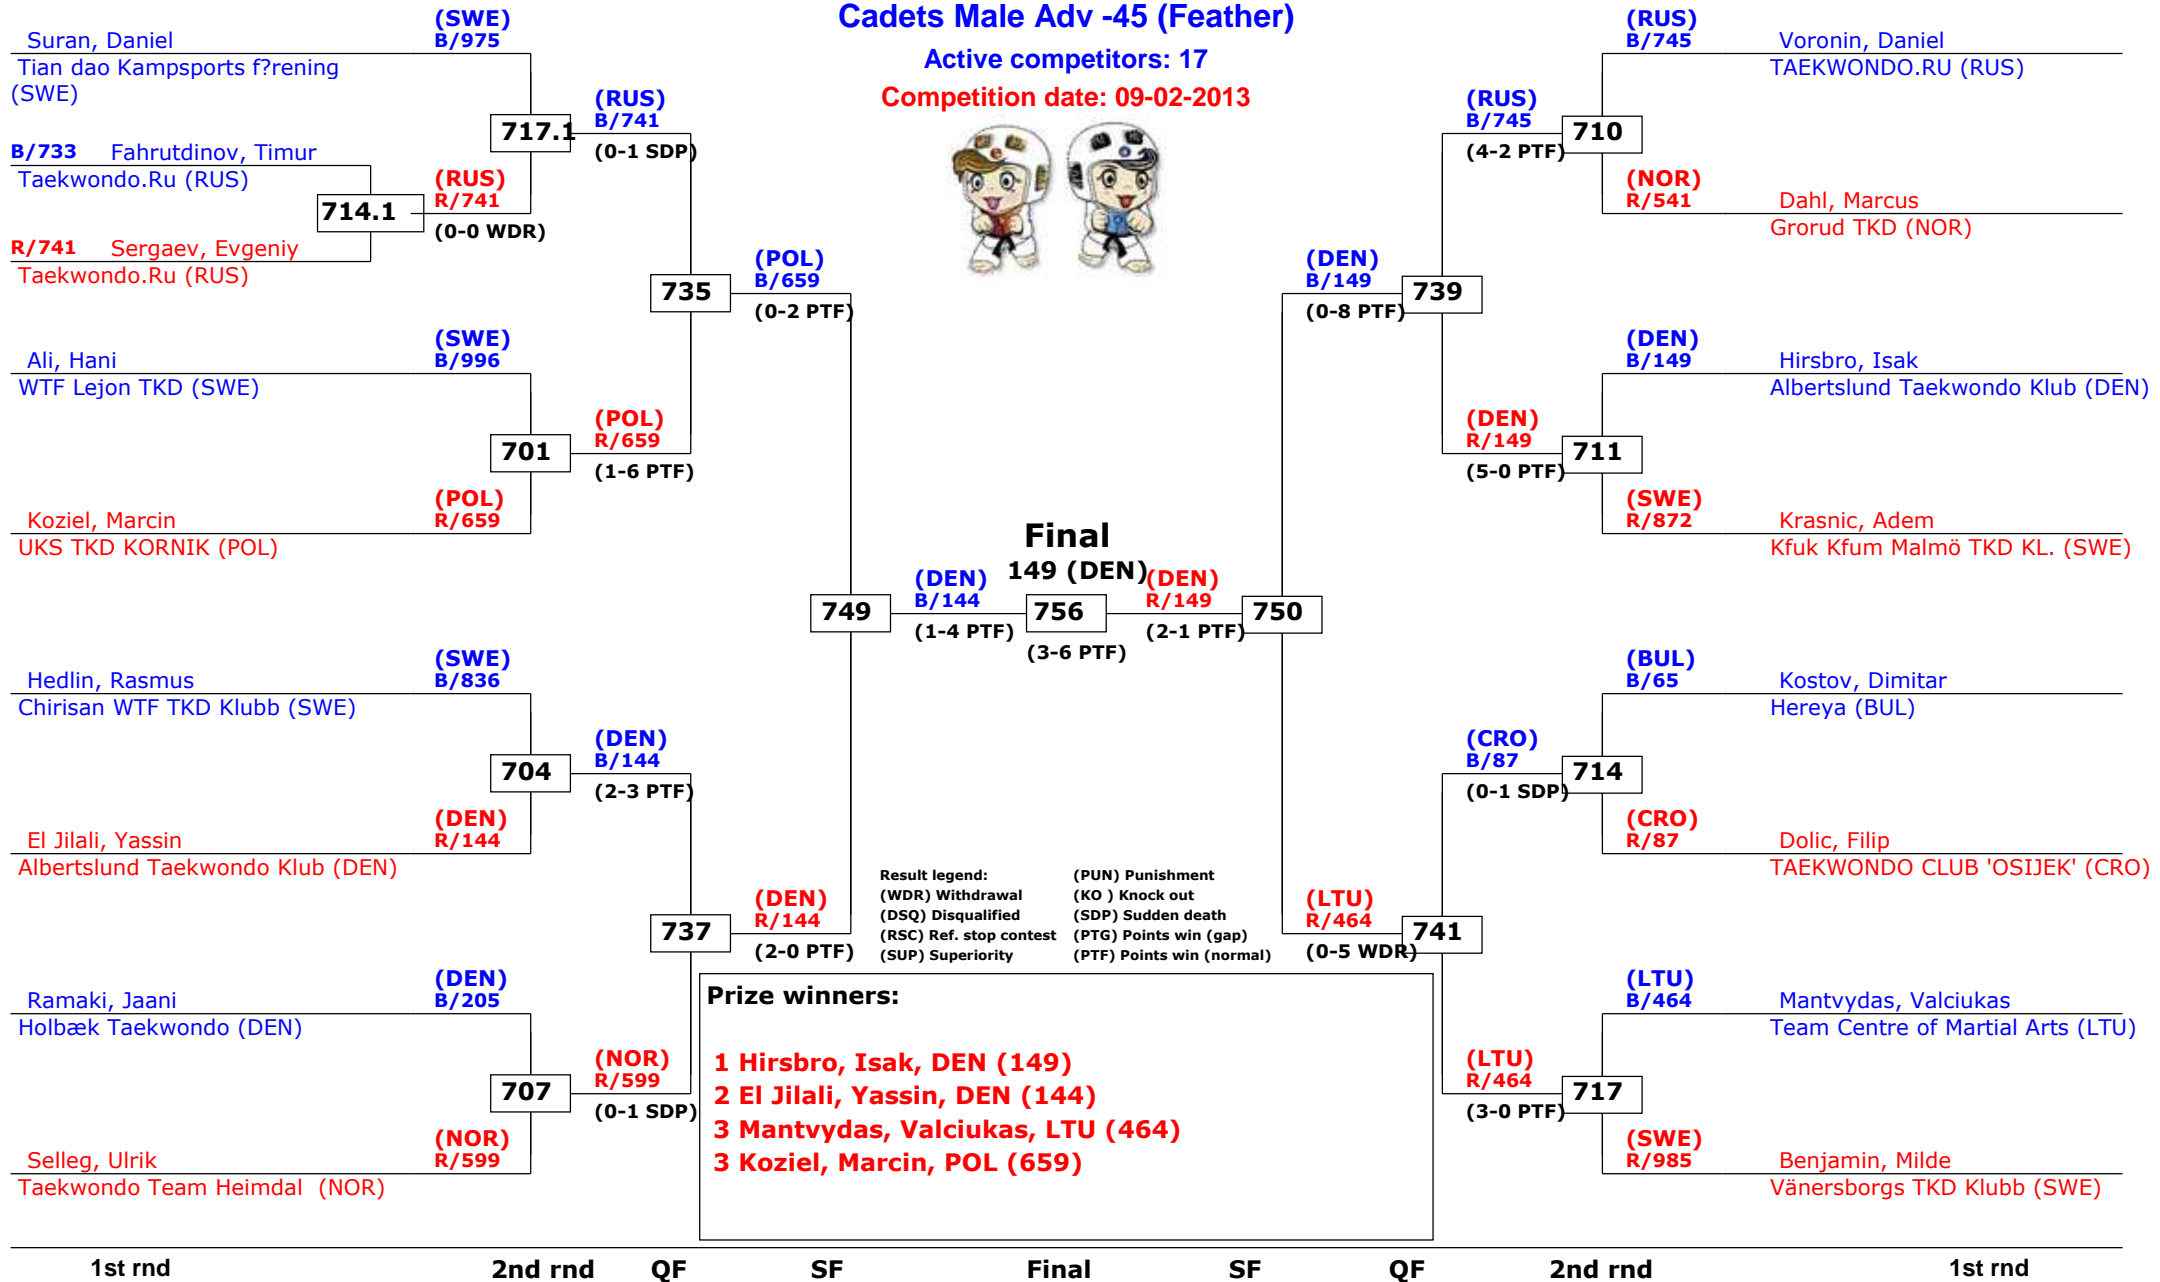 Cadets Male Adv -45 (Feather)
Active competitors: 17
Competition date: 09-02-2013
Suran, Daniel
(SWE)
B/975
Tian dao Kampsports f?rening
(SWE)
B/733 Fahrutdinov, Timur
Taekwondo.Ru (RUS)
R/741 Sergaev, Evgeniy
Taekwondo.Ru (RUS)
714.1
(RUS)
R/741
(0-0 WDR)
717.1
(RUS)
B/741
(0-1 SDP)
Ali, Hani
(SWE)
B/996
WTF Lejon TKD (SWE)
Koziel, Marcin
(POL)
R/659
UKS TKD KORNIK (POL)
701
(POL)
R/659
(1-6 PTF)
735
(POL)
B/659
(0-2 PTF)
Hedlin, Rasmus
(SWE)
B/836
Chirisan WTF TKD Klubb (SWE)
El Jilali, Yassin
(DEN)
R/144
Albertslund Taekwondo Klub (DEN)
704
(DEN)
B/144
(2-3 PTF)
Ramaki, Jaani
(DEN)
B/205
Holbæk Taekwondo (DEN)
Selleg, Ulrik
(NOR)
R/599
Taekwondo Team Heimdal (NOR)
707
(NOR)
R/599
(0-1 SDP)
737
(DEN)
R/144
(2-0 PTF)
749
(DEN)
B/144
(1-4 PTF)
Final
149 (DEN)
756
(3-6 PTF)
(DEN)
R/149
(2-1 PTF)
750
(DEN)
B/149
(0-8 PTF)
739
(RUS)
B/745
(4-2 PTF)
710
(RUS)
B/745
Voronin, Daniel
TAEKWONDO.RU (RUS)
(NOR)
R/541
Dahl, Marcus
Grorud TKD (NOR)
(DEN)
R/149
(5-0 PTF)
711
(DEN)
B/149
Hirsbro, Isak
Albertslund Taekwondo Klub (DEN)
(SWE)
R/872
Krasnic, Adem
Kfuk Kfum Malmö TKD KL. (SWE)
(LTU)
R/464
(0-5 WDR)
741
(CRO)
B/87
(0-1 SDP)
714
(BUL)
B/65
Kostov, Dimitar
Hereya (BUL)
(CRO)
R/87
Dolic, Filip
TAEKWONDO CLUB 'OSIJEK' (CRO)
(LTU)
R/464
(3-0 PTF)
717
(LTU)
B/464
Mantvydas, Valciukas
Team Centre of Martial Arts (LTU)
(SWE)
R/985
Benjamin, Milde
Vänersborgs TKD Klubb (SWE)
Result legend: (PUN) Punishment
(WDR) Withdrawal (KO ) Knock out
(DSQ) Disqualified (SDP) Sudden death
(RSC) Ref. stop contest (PTG) Points win (gap)
(SUP) Superiority (PTF) Points win (normal)
Prize winners:
1 Hirsbro, Isak, DEN (149)
2 El Jilali, Yassin, DEN (144)
3 Mantvydas, Valciukas, LTU (464)
3 Koziel, Marcin, POL (659)
1st rnd 2nd rnd QF SF Final SF QF 2nd rnd 1st rnd